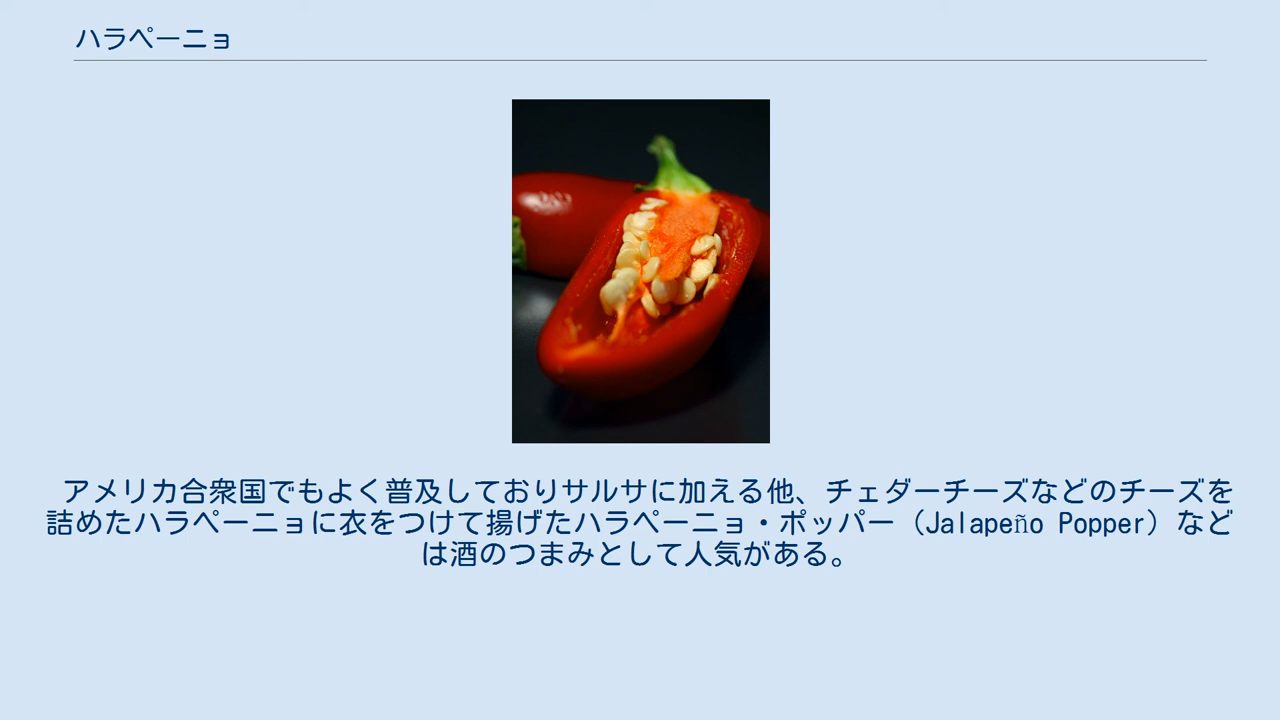 ハラペーニョ
アメリカ合衆国でもよく普及しておりサルサに加える他、チェダーチーズなどのチーズを
詰めたハラペーニョに衣をつけて揚げたハラペーニョ・ポッパー（Jalapeño Popper）など
は酒のつまみとして人気がある。